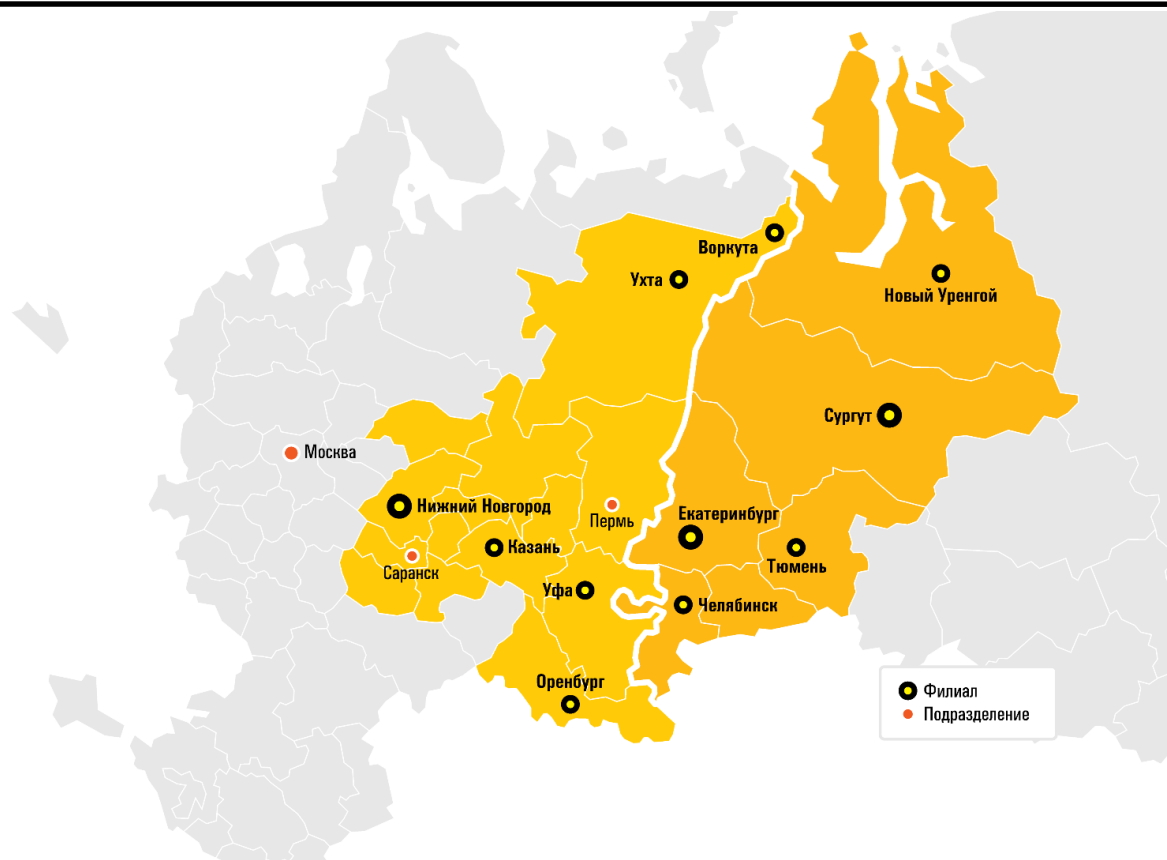 Воркута
Ухта
Новый Уренгой
Сургут
Москва
Нижний Новгород
Пермь
Екатеринбург
Казань
Тюмень
Саранск
Уфа
Челябинск
Оренбург
Филиал
Подразделение